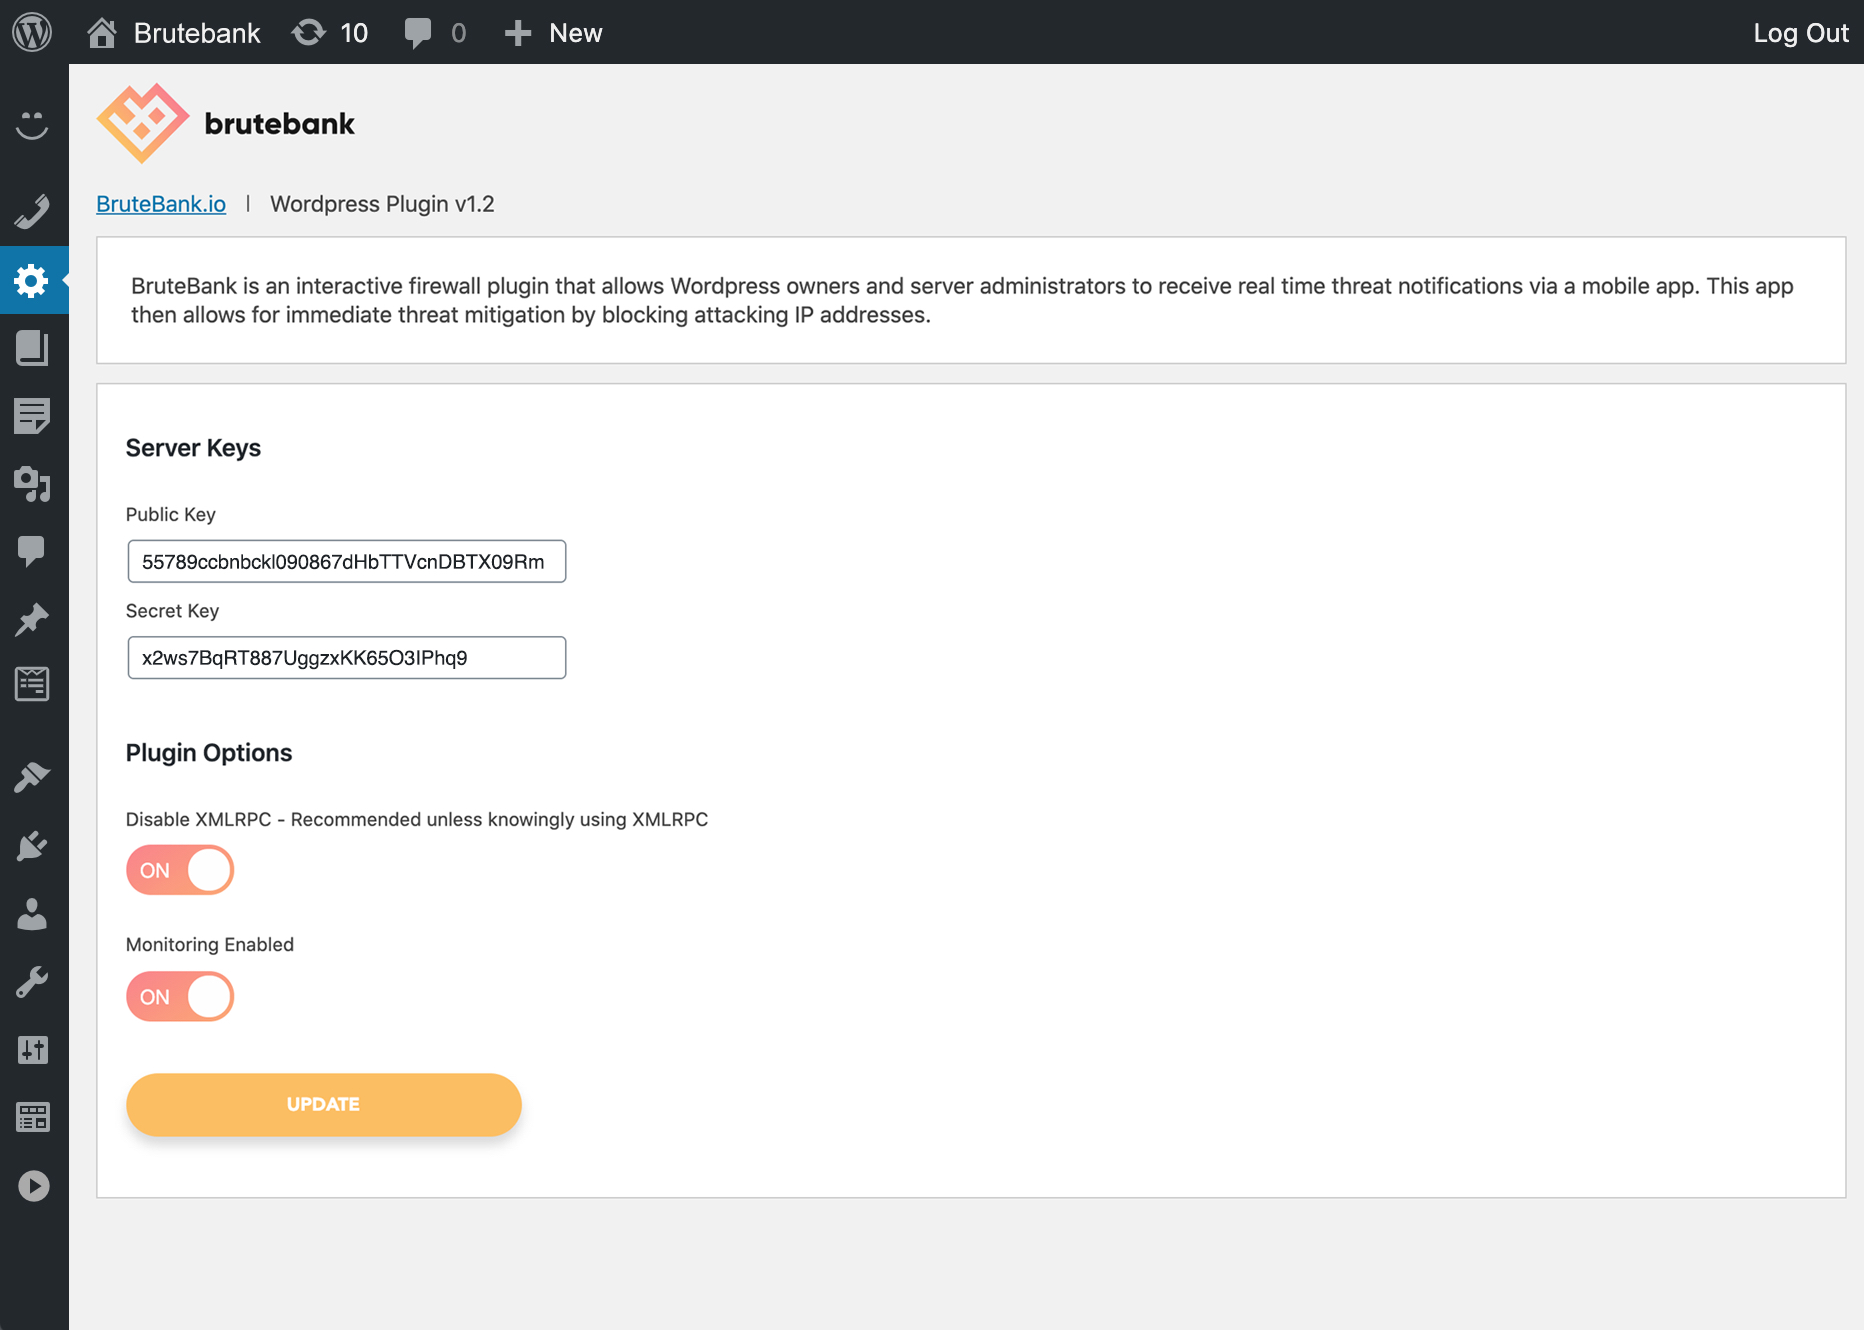 Brutebank 10 0 New Log Out
brutebank
BruteBank.io | Wordpress Plugin v1.2
BruteBank is an interactive firewall plugin that allows Wordpress owners and server administrators to receive real time threat notifications via a mobile app. This app
then allows for immediate threat mitigation by blocking attacking IP addresses.
Server Keys
Public Key
55789ccbnbckl090867dHbTTVcnDBTX09Rm
Secret Key
x2ws7BqRT887UggzxKK65O3IPhq9
Plugin Options
Disable XMLRPC - Recommended unless knowingly using XMLRPC
ON
Monitoring Enabled
ON
UPDATE